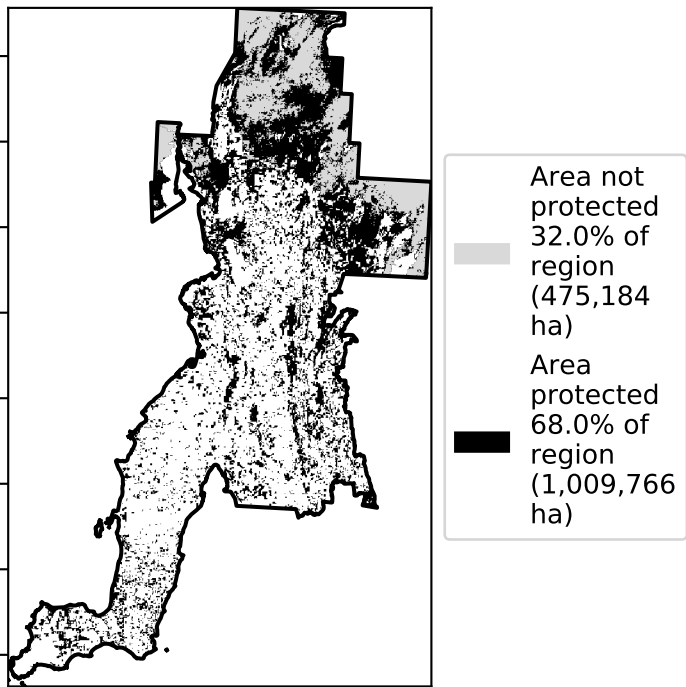 Area not
protected
32.0% of
region
(475,184
ha)
Area
protected
68.0% of
region
(1,009,766
ha)